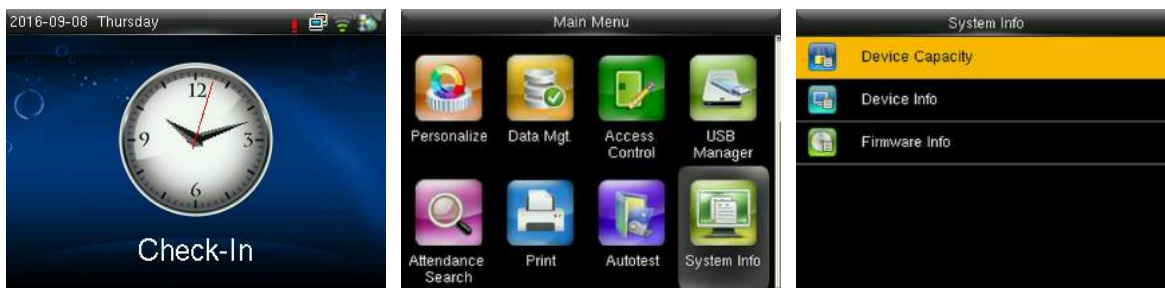 2016-09-08 Thursday
12
9
3
6
Check-In
Main Menu
Personalize
Data Mgt.
Access
Control
USB
Manager
Attendance
Search
Print
Autotest
System Info
System Info
Device Capacity
Device Info
Firmware Info